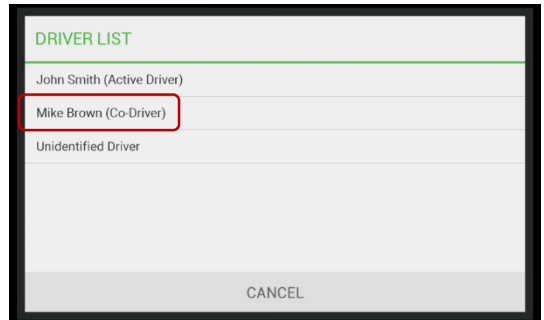 DRIVER LIST
John Smith (Active Driver)
Mike Brown (Co-Driver)
Unidentified Driver
CANCEL